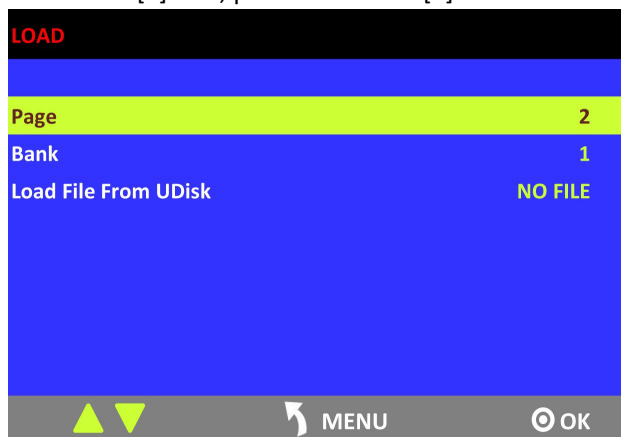 LOAD
Page 2
Bank 1
Load File From UDisk NO FILE
MENU OK